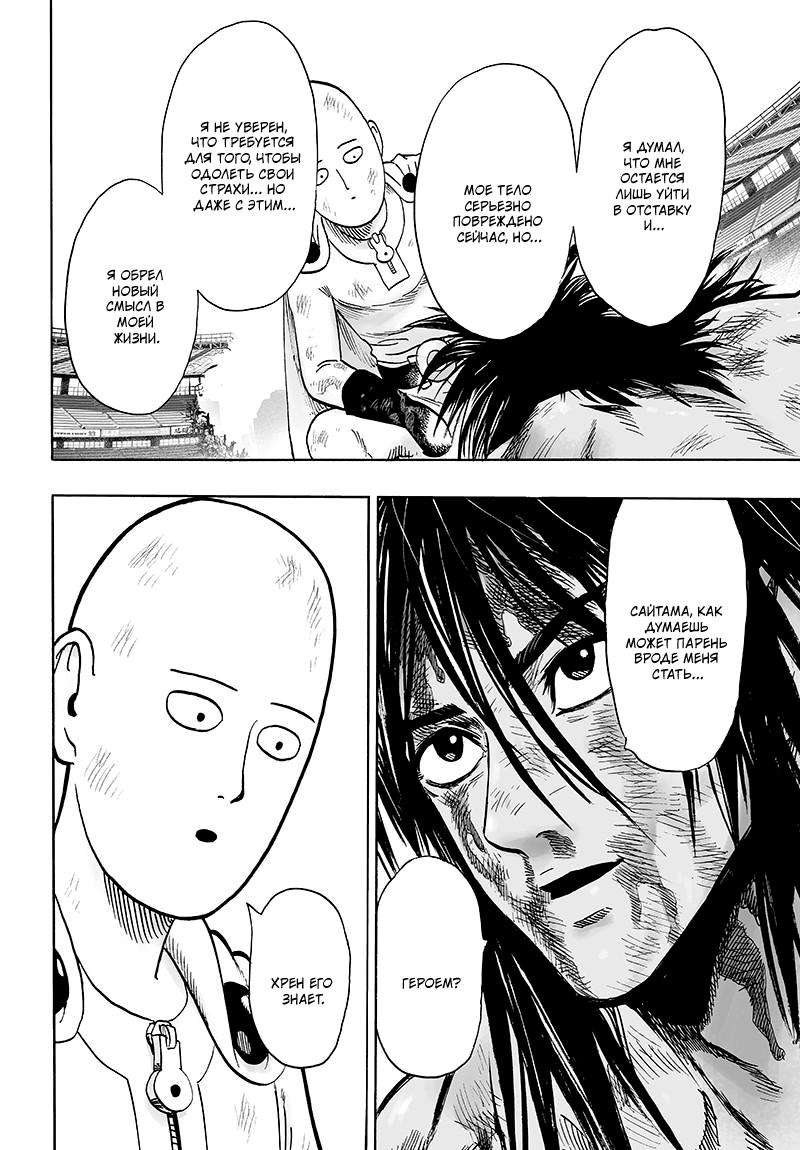 Я ДУМАЛ,
ЧТО МНЕ
ОСТАЕТСЯ
ЛИШЬ УЙТИ
В ОТСТАВКУ
И...
МОЕ ТЕЛО
СЕРЬЕЗНО
ПОВРЕЖДЕНО
СЕЙЧАС, НО...
Я НЕ УВЕРЕН,
ЧТО ТРЕБУЕТСЯ
ДЛЯ ТОГО, ЧТОБЫ
ОДОЛЕТЬ СВОИ
СТРАХИ... НО
ДАЖЕ С ЭТИМ...
Я ОБРЕЛ
НОВЫЙ
СМЫСЛ В
МОЕЙ
ЖИЗНИ.
САЙТАМА, КАК
ДУМАЕШЬ
МОЖЕТ ПАРЕНЬ
ВРОДЕ МЕНЯ
СТАТЬ...
ГЕРОЕМ?
ХРЕН ЕГО
ЗНАЕТ.